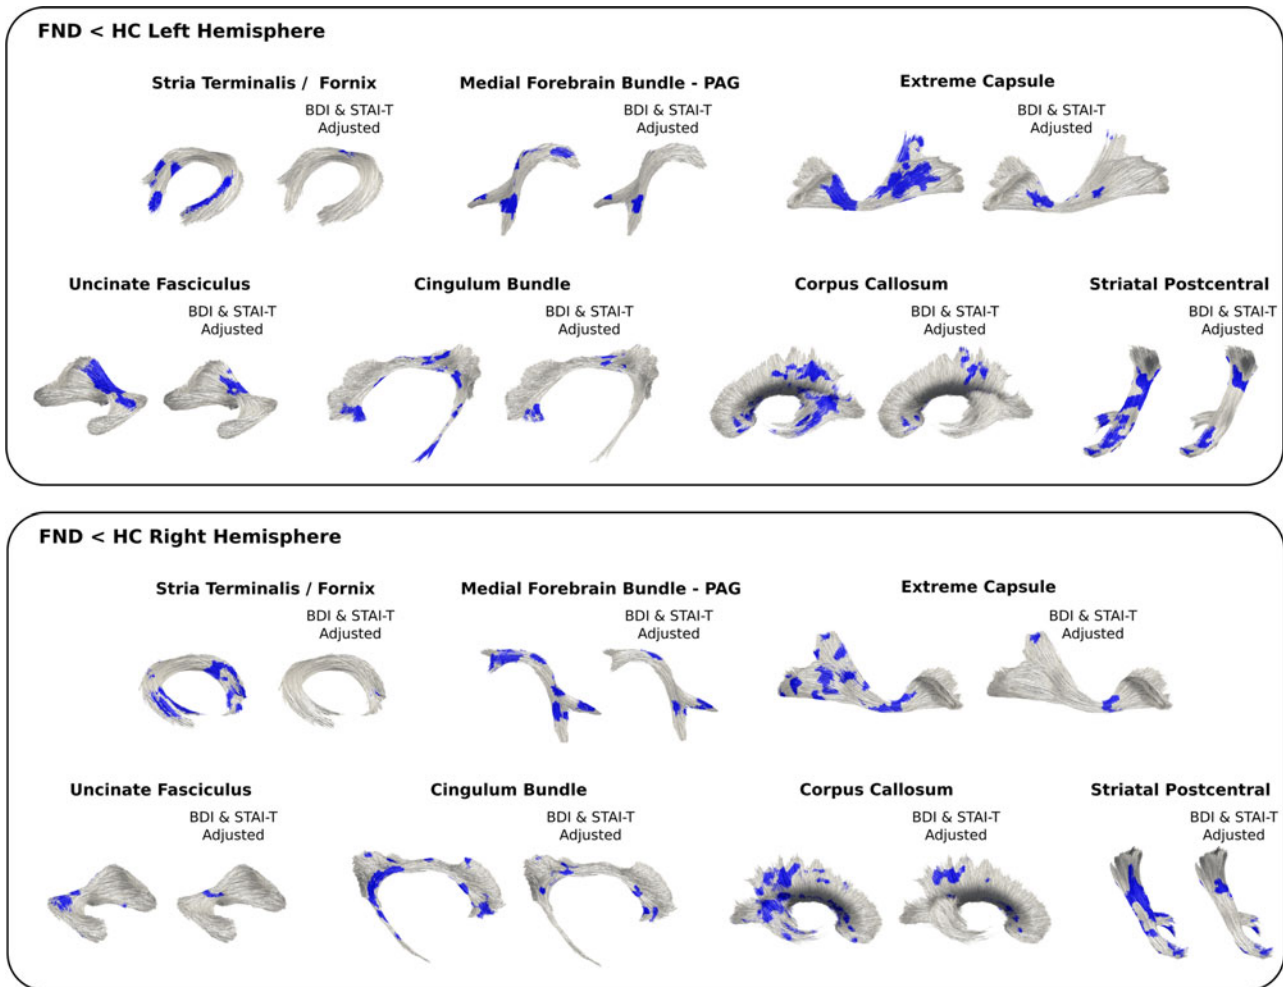 FND < HC Left Hemisphere
Stria Terminalis / Fornix
BDI & STAI-T
Adjusted
Medial Forebrain Bundle - PAG
BDI & STAI-T
Adjusted
Extreme Capsule
BDI & STAI-T
Adjusted
Uncinate Fasciculus
BDI & STAI-T
Adjusted
Cingulum Bundle
BDI & STAI-T
Adjusted
Corpus Callosum
BDI & STAI-T
Adjusted
Striatal Postcentral
BDI & STAI-T
Adjusted
FND < HC Right Hemisphere
Stria Terminalis / Fornix
BDI & STAI-T
Adjusted
Medial Forebrain Bundle - PAG
BDI & STAI-T
Adjusted
Extreme Capsule
BDI & STAI-T
Adjusted
Uncinate Fasciculus
BDI & STAI-T
Adjusted
Cingulum Bundle
BDI & STAI-T
Adjusted
Corpus Callosum
BDI & STAI-T
Adjusted
Striatal Postcentral
BDI & STAI-T
Adjusted